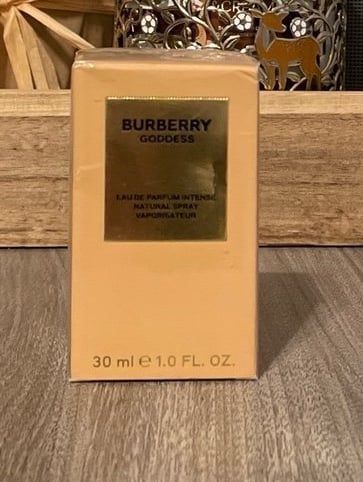 BURBERRY
GODDESS
EAU DE PARFUM INTENSE
NATURAL SPRAY
VAPORISATEUR
30 ml ℮ 1.0 FL. OZ.